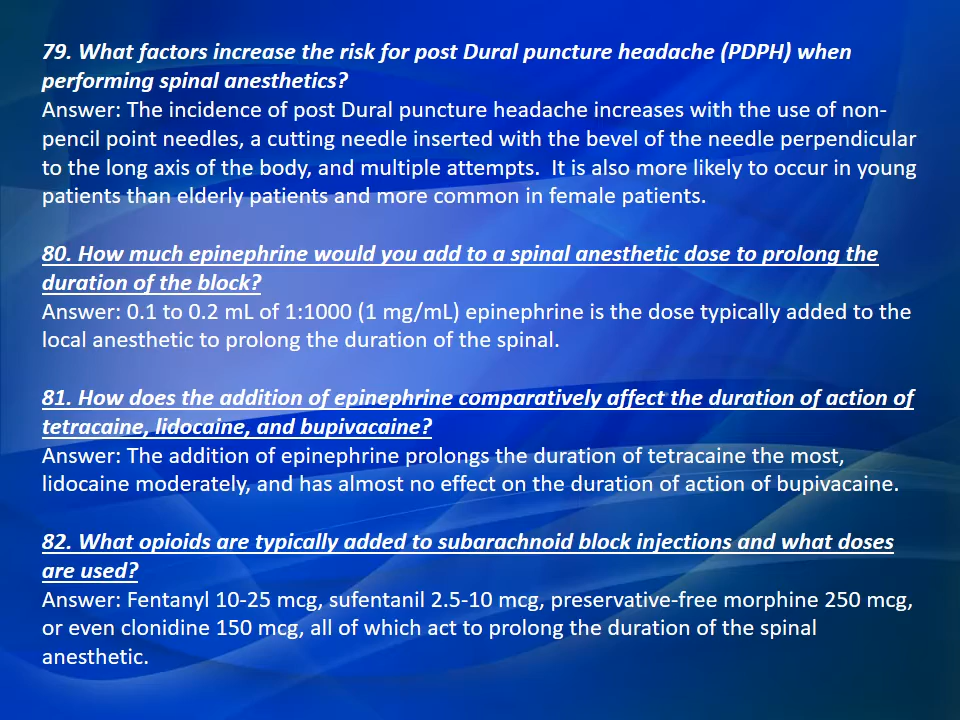 79. What factors increase the risk for post Dural puncture headache (PDPH) when
performing spinal anesthetics?
Answer: The incidence of post Dural puncture headache increases with the use of non-
pencil point needles, a cutting needle inserted with the bevel of the needle perpendicular
to the long axis of the body, and multiple attempts.  It is also more likely to occur in young
patients than elderly patients and more common in female patients.
80. How much epinephrine would you add to a spinal anesthetic dose to prolong the
duration of the block?
Answer: 0.1 to 0.2 mL of 1:1000 (1 mg/mL) epinephrine is the dose typically added to the
local anesthetic to prolong the duration of the spinal.
81. How does the addition of epinephrine comparatively affect the duration of action of
tetracaine, lidocaine, and bupivacaine?
Answer: The addition of epinephrine prolongs the duration of tetracaine the most,
lidocaine moderately, and has almost no effect on the duration of action of bupivacaine.
82. What opioids are typically added to subarachnoid block injections and what doses
are used?
Answer: Fentanyl 10-25 mcg, sufentanil 2.5-10 mcg, preservative-free morphine 250 mcg,
or even clonidine 150 mcg, all of which act to prolong the duration of the spinal
anesthetic.